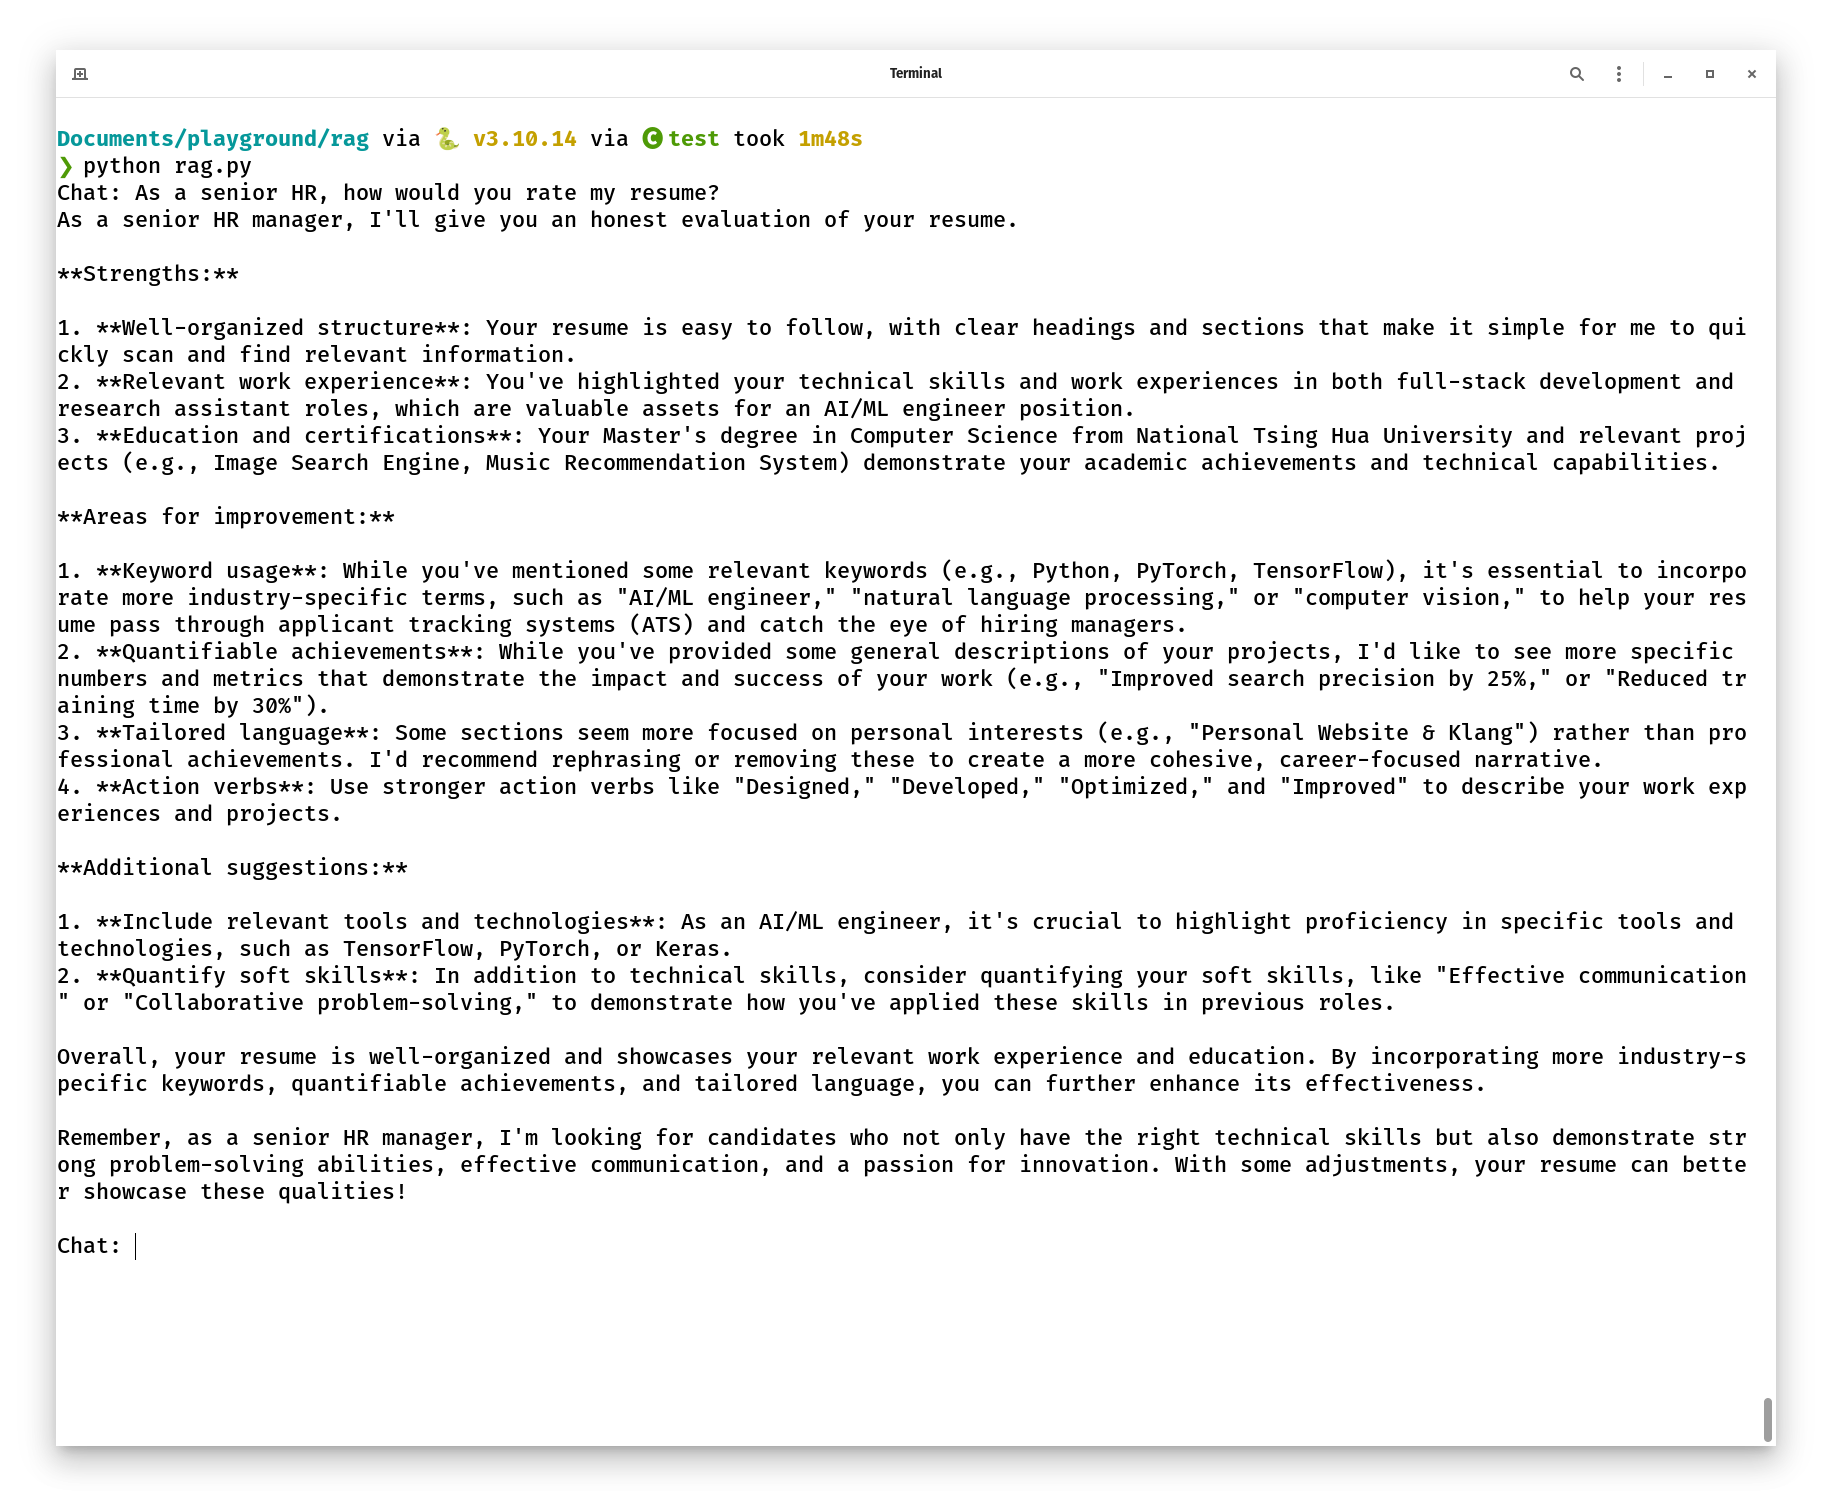 Terminal
Documents/playground/rag via 🐍 v3.10.14 via 🅒 test took 1m48s
❯ python rag.py
Chat: As a senior HR, how would you rate my resume?
As a senior HR manager, I'll give you an honest evaluation of your resume.
**Strengths:**
1. **Well-organized structure**: Your resume is easy to follow, with clear headings and sections that make it simple for me to qui
ckly scan and find relevant information.
2. **Relevant work experience**: You've highlighted your technical skills and work experiences in both full-stack development and
research assistant roles, which are valuable assets for an AI/ML engineer position.
3. **Education and certifications**: Your Master's degree in Computer Science from National Tsing Hua University and relevant proj
ects (e.g., Image Search Engine, Music Recommendation System) demonstrate your academic achievements and technical capabilities.
**Areas for improvement:**
1. **Keyword usage**: While you've mentioned some relevant keywords (e.g., Python, PyTorch, TensorFlow), it's essential to incorpo
rate more industry-specific terms, such as "AI/ML engineer," "natural language processing," or "computer vision," to help your res
ume pass through applicant tracking systems (ATS) and catch the eye of hiring managers.
2. **Quantifiable achievements**: While you've provided some general descriptions of your projects, I'd like to see more specific
numbers and metrics that demonstrate the impact and success of your work (e.g., "Improved search precision by 25%," or "Reduced tr
aining time by 30%").
3. **Tailored language**: Some sections seem more focused on personal interests (e.g., "Personal Website & Klang") rather than pro
fessional achievements. I'd recommend rephrasing or removing these to create a more cohesive, career-focused narrative.
4. **Action verbs**: Use stronger action verbs like "Designed," "Developed," "Optimized," and "Improved" to describe your work exp
eriences and projects.
**Additional suggestions:**
1. **Include relevant tools and technologies**: As an AI/ML engineer, it's crucial to highlight proficiency in specific tools and
technologies, such as TensorFlow, PyTorch, or Keras.
2. **Quantify soft skills**: In addition to technical skills, consider quantifying your soft skills, like "Effective communication
" or "Collaborative problem-solving," to demonstrate how you've applied these skills in previous roles.
Overall, your resume is well-organized and showcases your relevant work experience and education. By incorporating more industry-s
pecific keywords, quantifiable achievements, and tailored language, you can further enhance its effectiveness.
Remember, as a senior HR manager, I'm looking for candidates who not only have the right technical skills but also demonstrate str
ong problem-solving abilities, effective communication, and a passion for innovation. With some adjustments, your resume can bette
r showcase these qualities!
Chat: